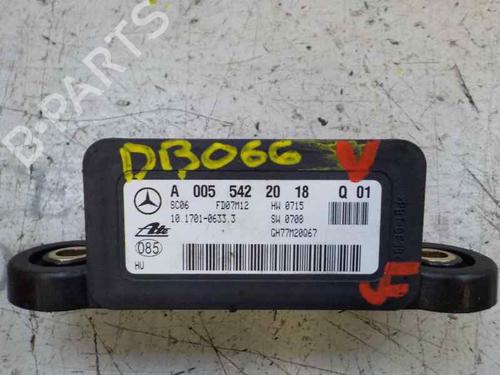 B-PARTS
DB066 V
A 005 542 20 18 Q 01
SC06 FD07M12 HW 0715
10.1701-0633.3 SW 0708
Ate 085 QH77M20Q67
HU